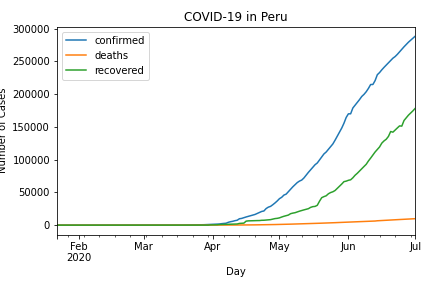 COVID-19 in Peru
confirmed
deaths
recovered
Number of Cases
300000
250000
200000
150000
100000
50000
0
Feb
2020
Mar
Apr
May
Jun
Jul
Day